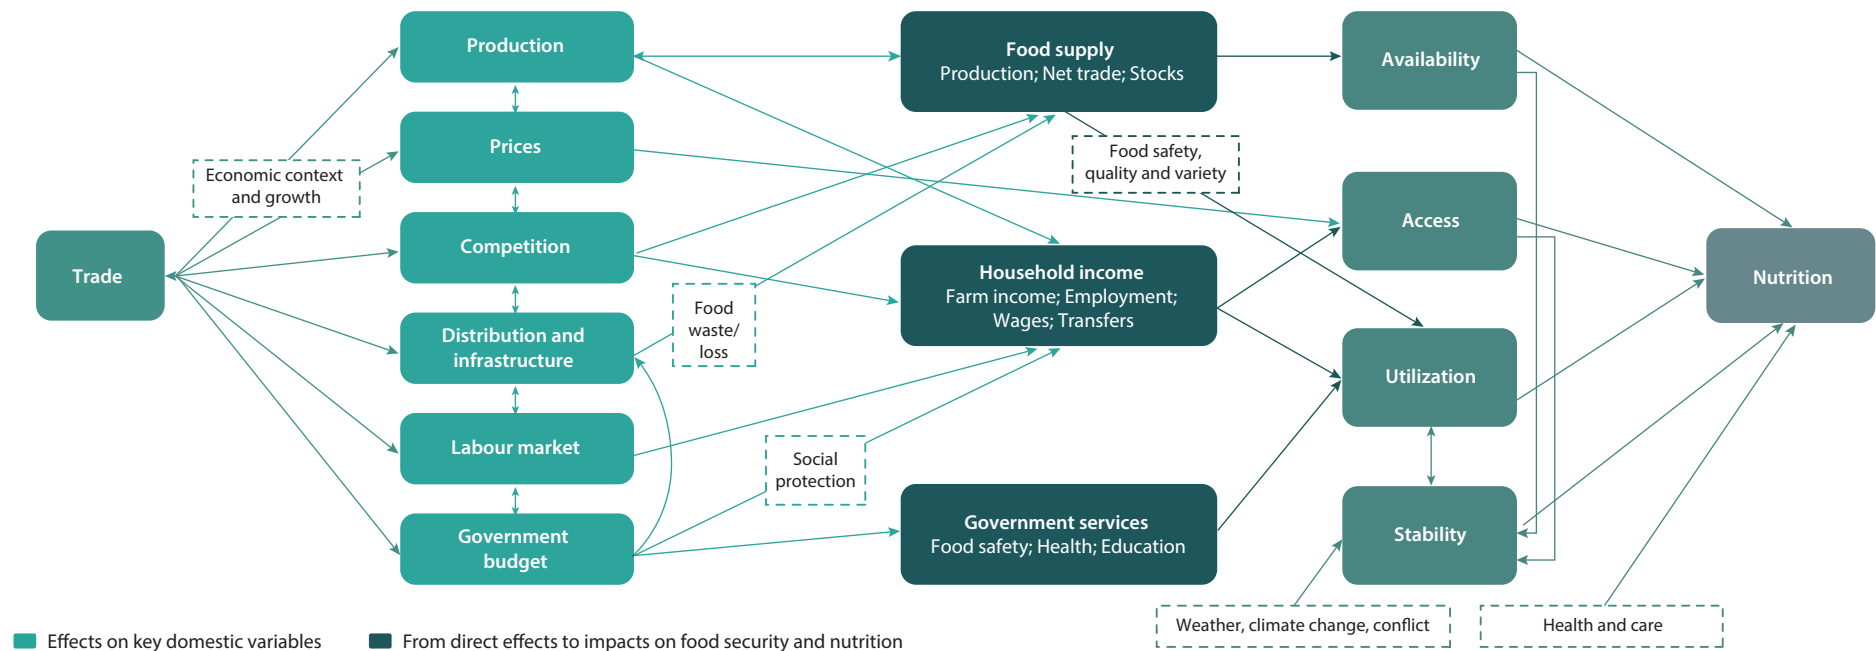 Trade
Economic context
and growth
Production
Prices
Competition
Distribution and
infrastructure
Labour market
Government
budget
Food
waste/
loss
Social
protection
Food supply
Production; Net trade; Stocks
Food safety,
quality and variety
Household income
Farm income; Employment;
Wages; Transfers
Government services
Food safety; Health; Education
Availability
Access
Utilization
Stability
Nutrition
Weather, climate change, conflict
Health and care
Effects on key domestic variables
From direct effects to impacts on food security and nutrition